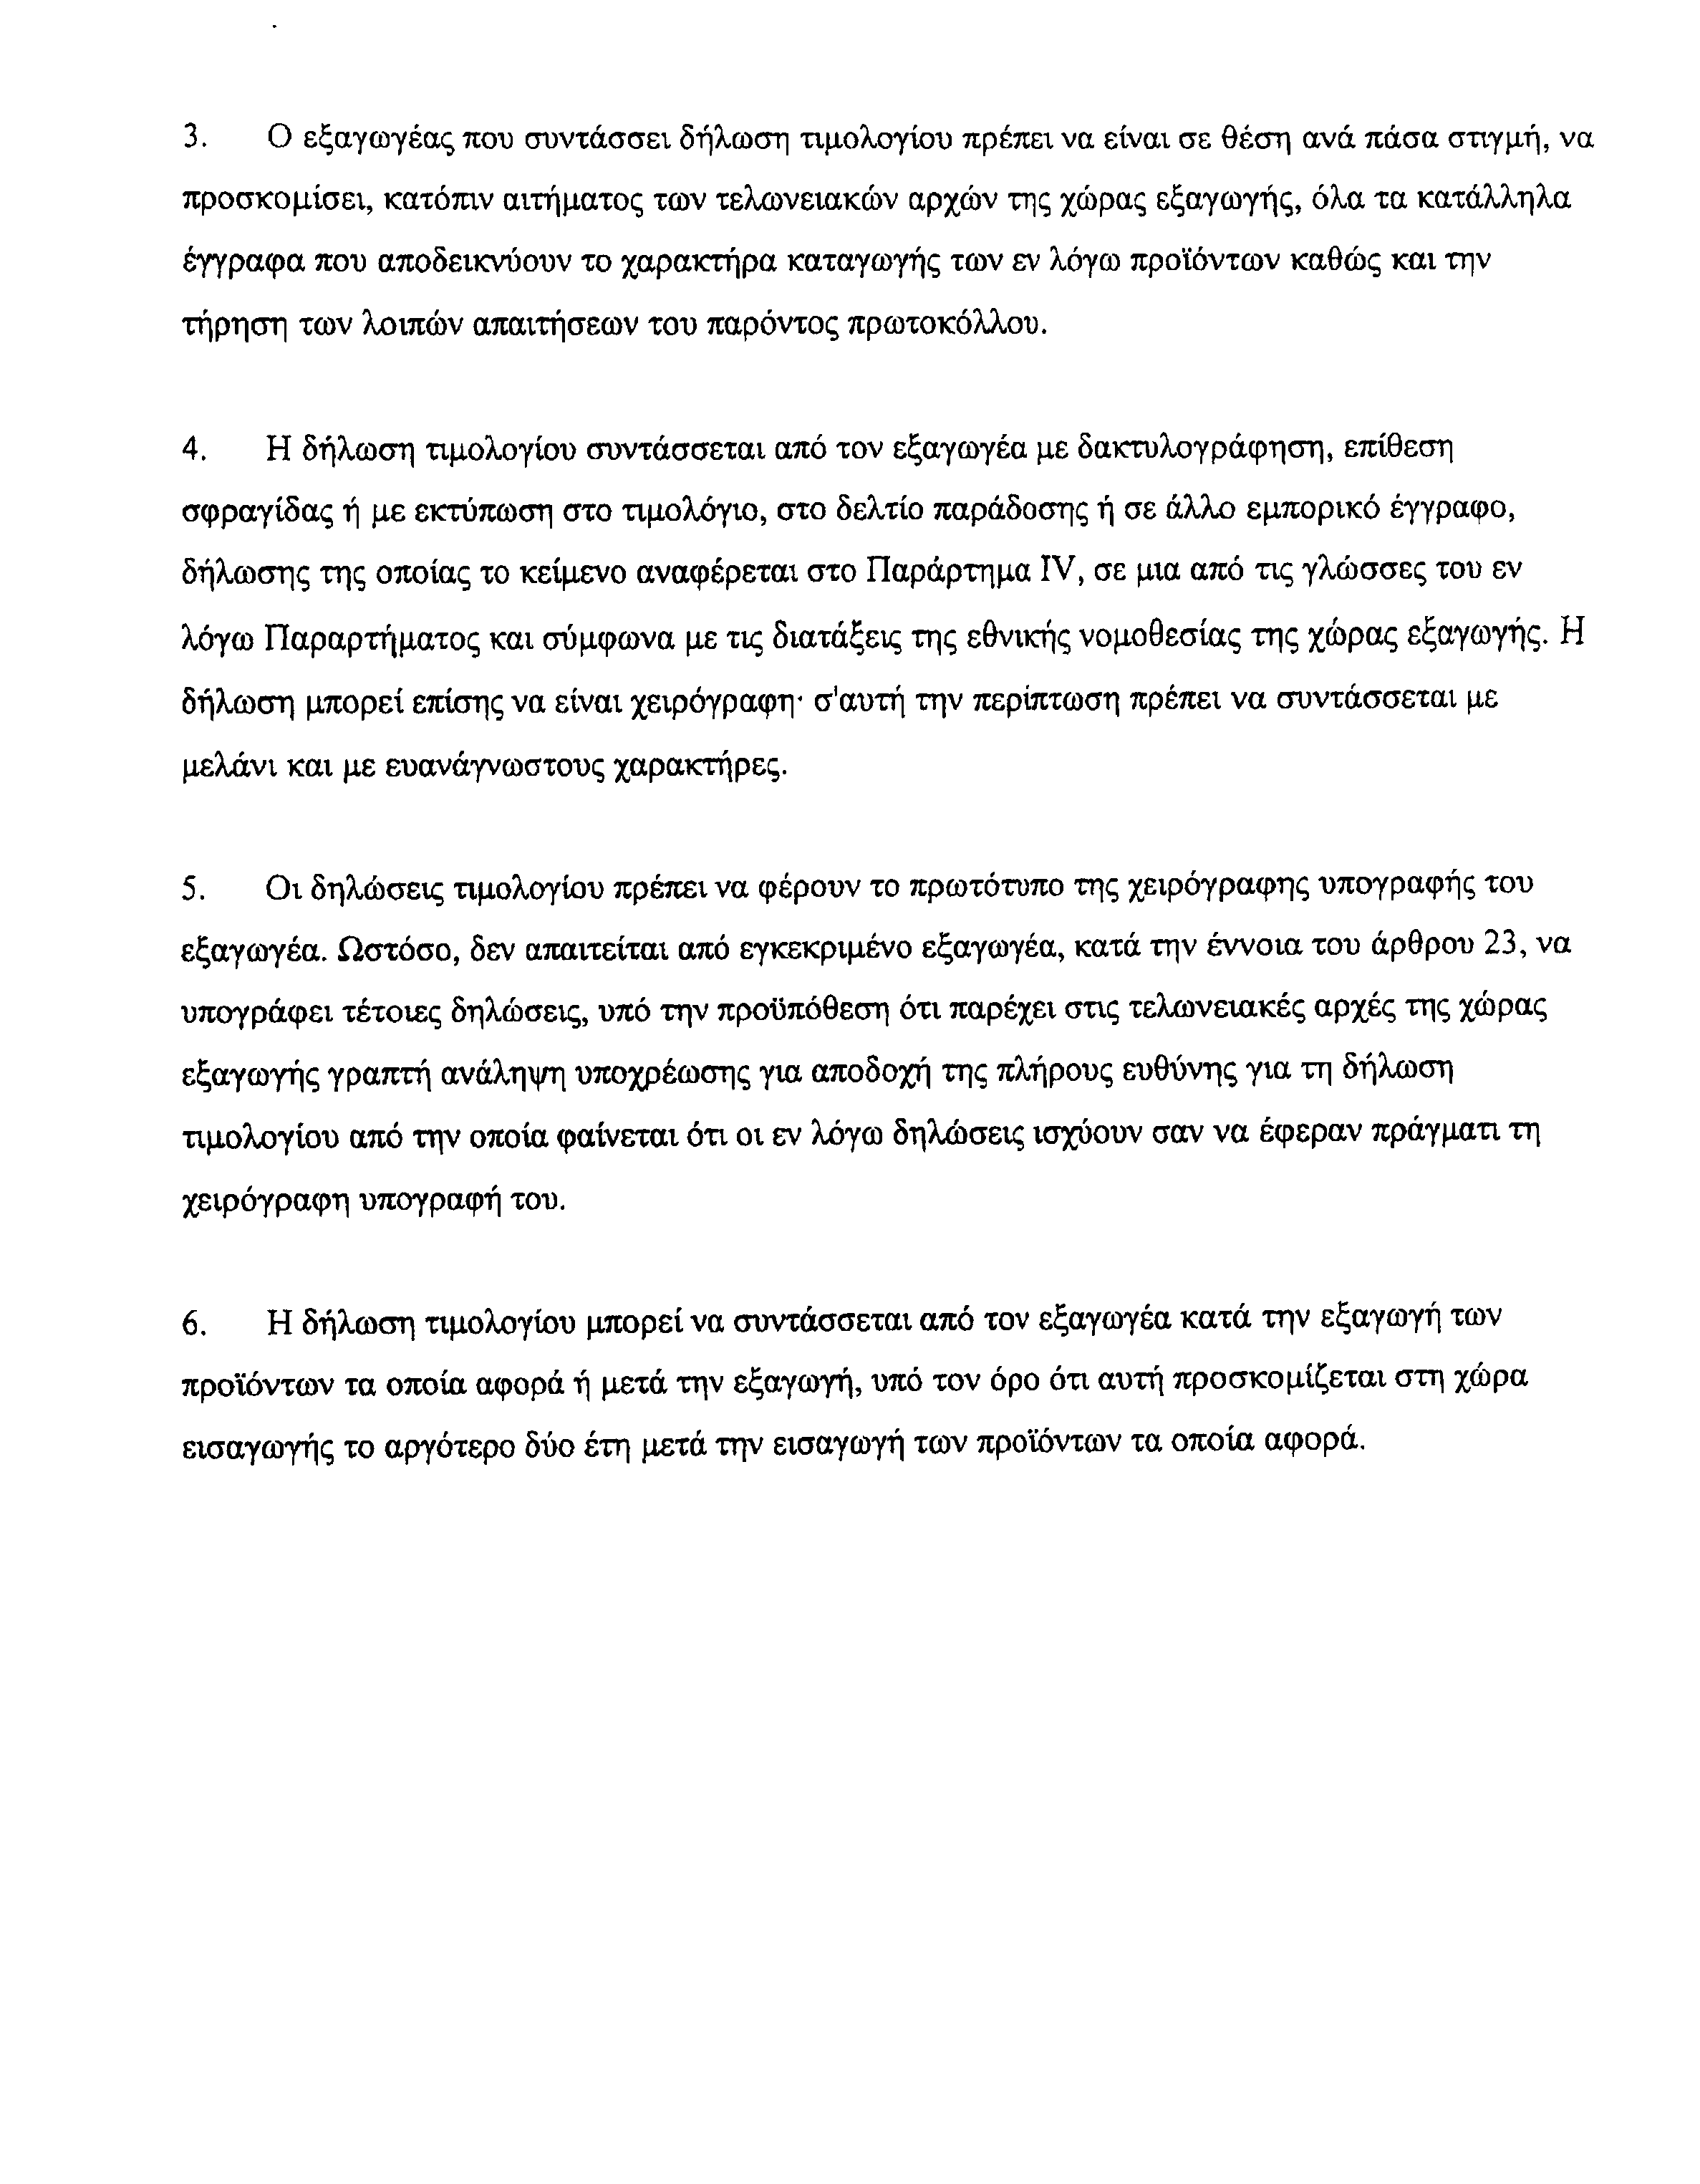 3. Ο εξαγωγέας που συντάσσει δήλωση τιμολογίου πρέπει να είναι σε θέση ανά πάσα στιγμή, να
προσκομίσει, κατόπιν αιτήματος των τελωνειακών αρχών της χώρας εξαγωγής, όλα τα κατάλληλα
έγγραφα που αποδεικνύουν το χαρακτήρα καταγωγής των εν λόγω προϊόντων καθώς και την
τήρηση των λοιπών απαιτήσεων του παρόντος πρωτοκόλλου.
4. Η δήλωση τιμολογίου συντάσσεται από τον εξαγωγέα με δακτυλογράφηση, επίθεση
σφραγίδας ή με εκτύπωση στο τιμολόγιο, στο δελτίο παράδοσης ή σε άλλο εμπορικό έγγραφο,
δήλωσης της οποίας το κείμενο αναφέρεται στο Παράρτημα IV, σε μια από τις γλώσσες του εν
λόγω Παραρτήματος και σύμφωνα με τις διατάξεις της εθνικής νομοθεσίας της χώρας εξαγωγής. Η
δήλωση μπορεί επίσης να είναι χειρόγραφη· σ'αυτή την περίπτωση πρέπει να συντάσσεται με
μελάνι και με ευανάγνωστους χαρακτήρες.
5. Οι δηλώσεις τιμολογίου πρέπει να φέρουν το πρωτότυπο της χειρόγραφης υπογραφής του
εξαγωγέα. Ωστόσο, δεν απαιτείται από εγκεκριμένο εξαγωγέα, κατά την έννοια του άρθρου 23, να
υπογράφει τέτοιες δηλώσεις, υπό την προϋπόθεση ότι παρέχει στις τελωνειακές αρχές της χώρας
εξαγωγής γραπτή ανάληψη υποχρέωσης για αποδοχή της πλήρους ευθύνης για τη δήλωση
τιμολογίου από την οποία φαίνεται ότι οι εν λόγω δηλώσεις ισχύουν σαν να έφεραν πράγματι τη
χειρόγραφη υπογραφή του.
6. Η δήλωση τιμολογίου μπορεί να συντάσσεται από τον εξαγωγέα κατά την εξαγωγή των
προϊόντων τα οποία αφορά ή μετά την εξαγωγή, υπό τον όρο ότι αυτή προσκομίζεται στη χώρα
εισαγωγής το αργότερο δύο έτη μετά την εισαγωγή των προϊόντων τα οποία αφορά.